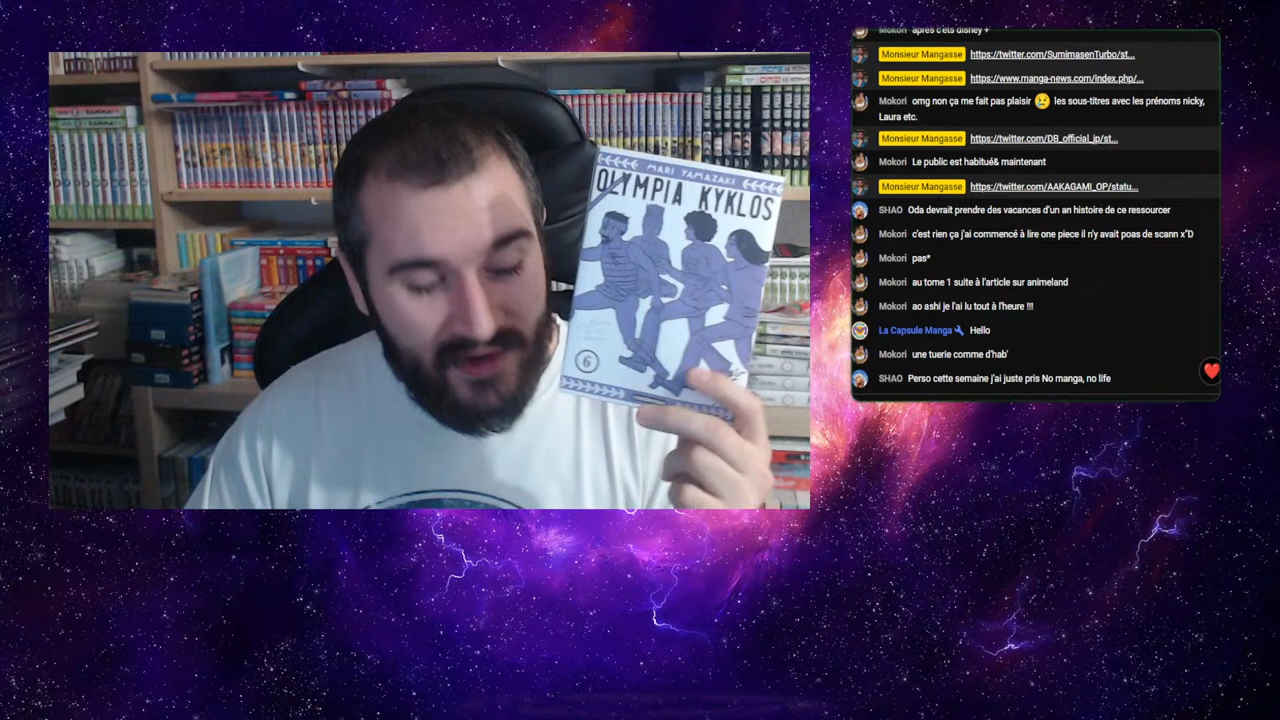 MARI YAMAZAKI
OLYMPIA KYKLOS
6
Mokori après c'ets disney +
Monsieur Mangasse https://twitter.com/SumimasenTurbo/st...
Monsieur Mangasse https://www.manga-news.com/index.php/...
Mokori omg non ça me fait pas plaisir 😢 les sous-titres avec les prénoms nicky,
Laura etc.
Monsieur Mangasse https://twitter.com/DB_official_jp/st...
Mokori Le public est habitué& maintenant
Monsieur Mangasse https://twitter.com/AAKAGAMI_OP/statu...
SHAO Oda devrait prendre des vacances d'un an histoire de ce ressourcer
Mokori c'est rien ça j'ai commencé à lire one piece il n'y avait poas de scann x"D
Mokori pas*
Mokori au tome 1 suite à l'article sur animeland
Mokori ao ashi je l'ai lu tout à l'heure !!!
La Capsule Manga Hello
Mokori une tuerie comme d'hab'
SHAO Perso cette semaine j'ai juste pris No manga, no life